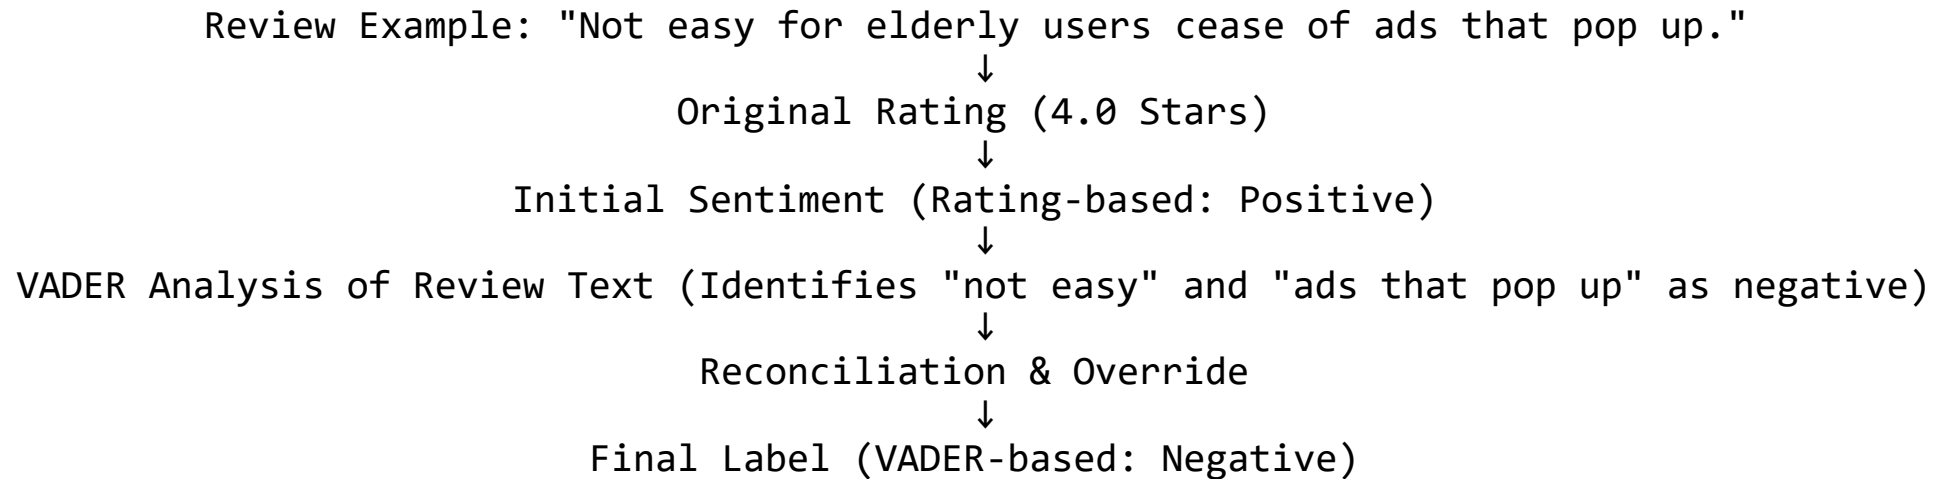 Review Example: "Not easy for elderly users cease of ads that pop up."
↓
Original Rating (4.0 Stars)
↓
Initial Sentiment (Rating-based: Positive)
↓
VADER Analysis of Review Text (Identifies "not easy" and "ads that pop up" as negative)
↓
Reconciliation & Override
↓
Final Label (VADER-based: Negative)